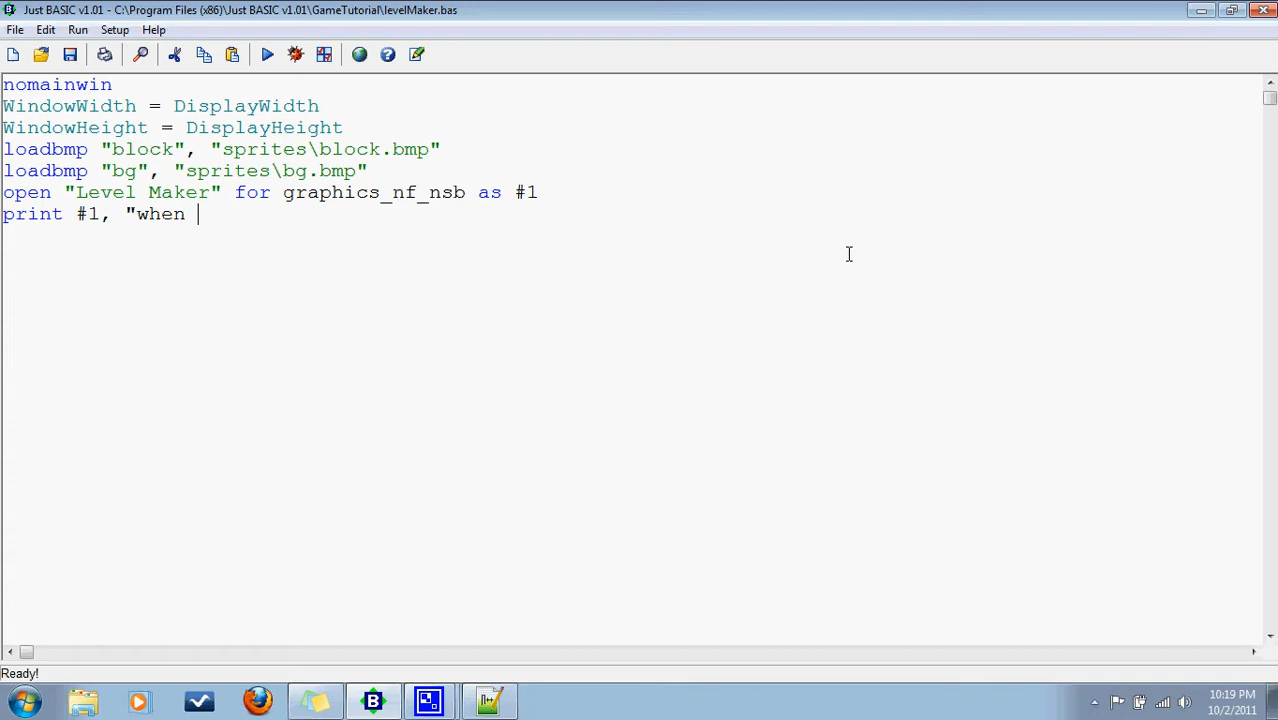 Just BASIC v1.01 - C:\Program Files (x86)\Just BASIC v1.01\GameTutorial\levelMaker.bas
File Edit Run Setup Help
nomainwin
WindowWidth = DisplayWidth
WindowHeight = DisplayHeight
loadbmp "block", "sprites\block.bmp"
loadbmp "bg", "sprites\bg.bmp"
open "Level Maker" for graphics_nf_nsb as #1
print #1, "when
Ready!
10:19 PM
10/2/2011